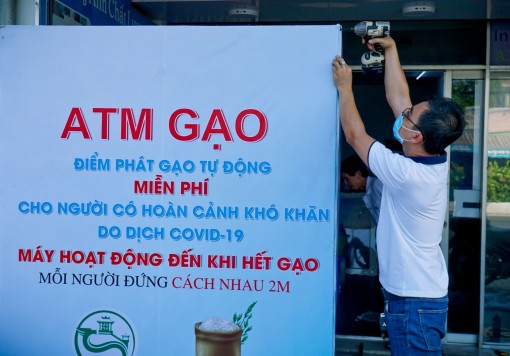 ATM GẠO
ĐIỂM PHÁT GẠO TỰ ĐỘNG
MIỄN PHÍ
CHO NGƯỜI CÓ HOÀN CẢNH KHÓ KHĂN
DO DỊCH COVID-19
MÁY HOẠT ĐỘNG ĐẾN KHI HẾT GẠO
MỖI NGƯỜI ĐỨNG CÁCH NHAU 2M